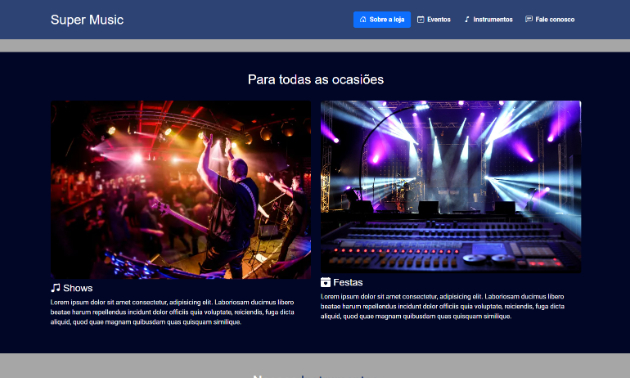 Super Music
Sobre a loja
Eventos
Instrumentos
Fale conosco
Para todas as ocasiões
Shows
Lorem ipsum dolor sit amet consectetur, adipisicing elit. Laboriosam ducimus libero
beatae harum repellendus incidunt dolor officiis quia voluptate, reiciendis, fuga dicta
aliquid, quod quae magnam quibusdam quas quisquam similique.
Festas
Lorem ipsum dolor sit amet consectetur, adipisicing elit. Laboriosam ducimus libero
beatae harum repellendus incidunt dolor officiis quia voluptate, reiciendis, fuga dicta
aliquid, quod quae magnam quibusdam quas quisquam similique.